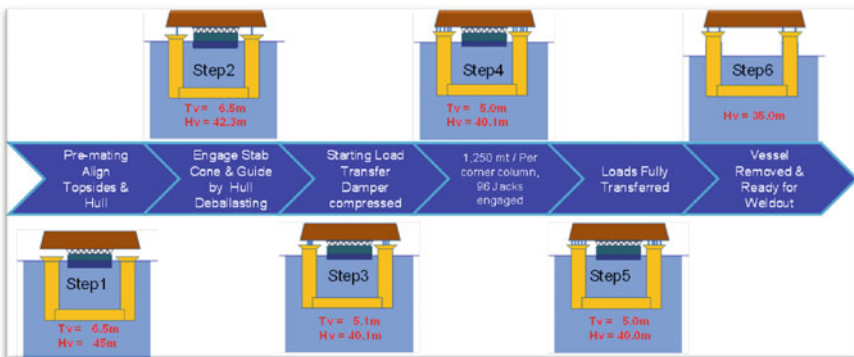 Step2
Tv = 6.5m
Hv = 42.3m
Step4
Tv = 5.0m
Hv = 40.1m
Step6
Hv = 35.0m
Pre-mating
Align
Topsides &
Hull
Engage Stab
Cone & Guide
by Hull
Deballasting
Starting Load
Transfer
Damper
compressed
1,250 mt / Per
corner column,
96 Jacks
engaged
Loads Fully
Transferred
Vessel
Removed &
Ready for
Weldout
Step1
Tv = 6.5m
Hv = 45m
Step3
Tv = 5.1m
Hv = 40.1m
Step5
Tv = 5.0m
Hv = 40.0m